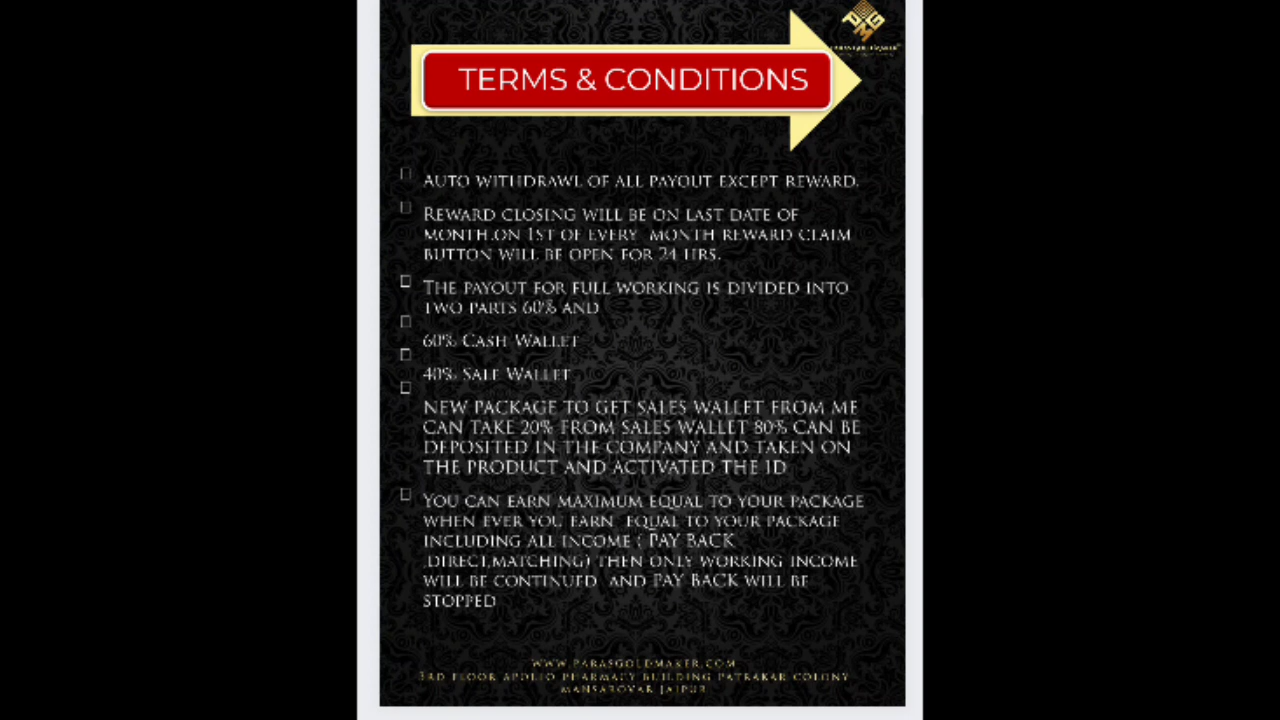 PMG
TERMS & CONDITIONS
AUTO WITHDRAWL OF ALL PAYOUT EXCEPT REWARD.
REWARD CLOSING WILL BE ON LAST DATE OF
MONTH.ON 1ST OF EVERY MONTH REWARD CLAIM
BUTTON WILL BE OPEN FOR 24 HRS.
THE PAYOUT FOR FULL WORKING IS DIVIDED INTO
TWO PARTS 60% AND
60% CASH WALLET
40% SALE WALLET
NEW PACKAGE TO GET SALES WALLET FROM ME
CAN TAKE 20% FROM SALES WALLET 80% CAN BE
DEPOSITED IN THE COMPANY AND TAKEN ON
THE PRODUCT AND ACTIVATED THE ID
YOU CAN EARN MAXIMUM EQUAL TO YOUR PACKAGE
WHEN EVER YOU EARN EQUAL TO YOUR PACKAGE
INCLUDING ALL INCOME ( PAY BACK
,DIRECT,MATCHING) THEN ONLY WORKING INCOME
WILL BE CONTINUED AND PAY BACK WILL BE
STOPPED
WWW.PARASGOLDMAKER.COM
3RD FLOOR APOLLO PHARMACY BUILDING PATRAKAR COLONY
MANSAROVAR JAIPUR